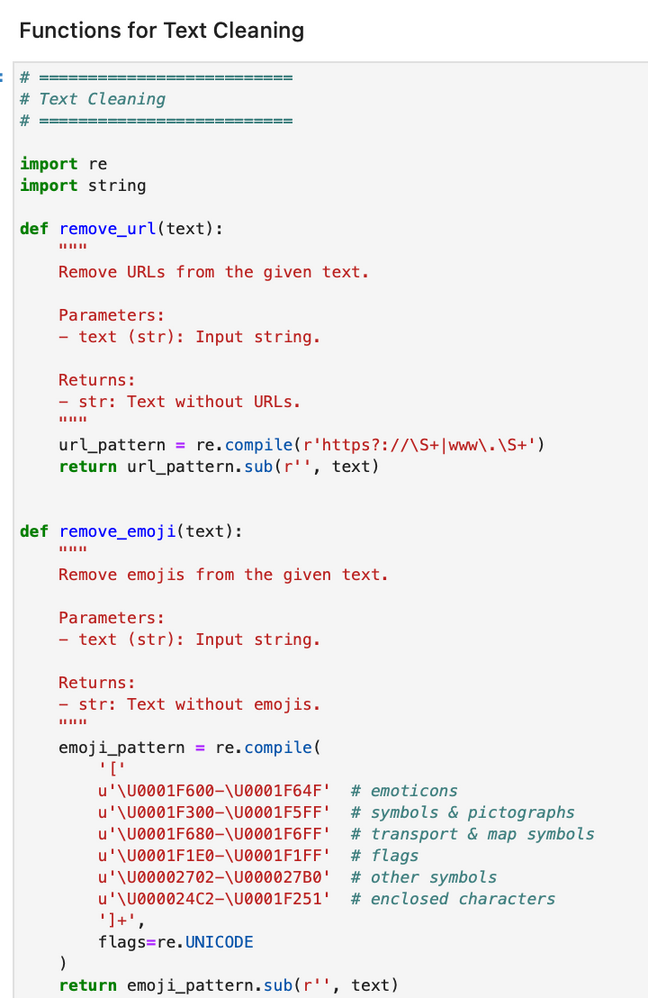 Functions for Text Cleaning
:
# ==========================
# Text Cleaning
# ==========================
import re
import string
def remove_url(text):
    """
    Remove URLs from the given text.
    Parameters:
    - text (str): Input string.
    Returns:
    - str: Text without URLs.
    """
    url_pattern = re.compile(r'https?://\S+|www\.\S+')
    return url_pattern.sub(r'', text)
def remove_emoji(text):
    """
    Remove emojis from the given text.
    Parameters:
    - text (str): Input string.
    Returns:
    - str: Text without emojis.
    """
    emoji_pattern = re.compile(
        '['
        u'\U0001F600-\U0001F64F'  # emoticons
        u'\U0001F300-\U0001F5FF'  # symbols & pictographs
        u'\U0001F680-\U0001F6FF'  # transport & map symbols
        u'\U0001F1E0-\U0001F1FF'  # flags
        u'\U00002702-\U000027B0'  # other symbols
        u'\U000024C2-\U0001F251'  # enclosed characters
        ']+',
        flags=re.UNICODE
    )
    return emoji_pattern.sub(r'', text)